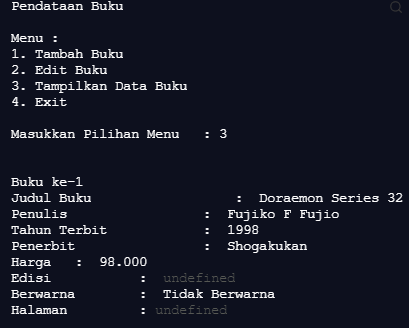 Pendataan Buku
Menu :
1. Tambah Buku
2. Edit Buku
3. Tampilkan Data Buku
4. Exit
Masukkan Pilihan Menu   : 3
Buku ke-1
Judul Buku                  :  Doraemon Series 32
Penulis                 :  Fujiko F Fujio
Tahun Terbit            :  1998
Penerbit                :  Shogakukan
Harga   :  98.000
Edisi           :  undefined
Berwarna        :  Tidak Berwarna
Halaman         : undefined